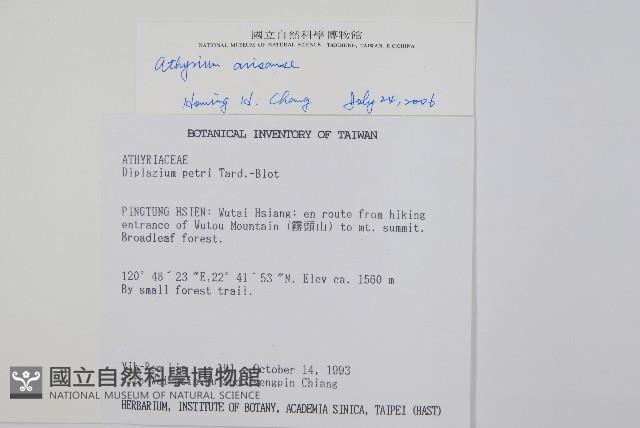 國立自然科學博物館
NATIONAL MUSEUM OF NATURAL SCIENCE, TAICHUNG, TAIWAN, R.O.CHINA
Athyrium arisanense
Homing H. Chang July 24, 2006
BOTANICAL INVENTORY OF TAIWAN
ATHYRIACEAE
Diplazium petri Tard.-Blot
PINGTUNG HSIEN: Wutai Hsiang: en route from hiking
entrance of Wutou Mountain (霧頭山) to mt. summit.
Broadleaf forest.
120° 48´ 23 ″E,22° 41´ 53 ″N. Elev ca. 1560 m
By small forest trail.
October 14, 1993
Chiang
國立自然科學博物館
NATIONAL MUSEUM OF NATURAL SCIENCE
HERBARIUM, INSTITUTE OF BOTANY, ACADEMIA SINICA, TAIPEI (HAST)